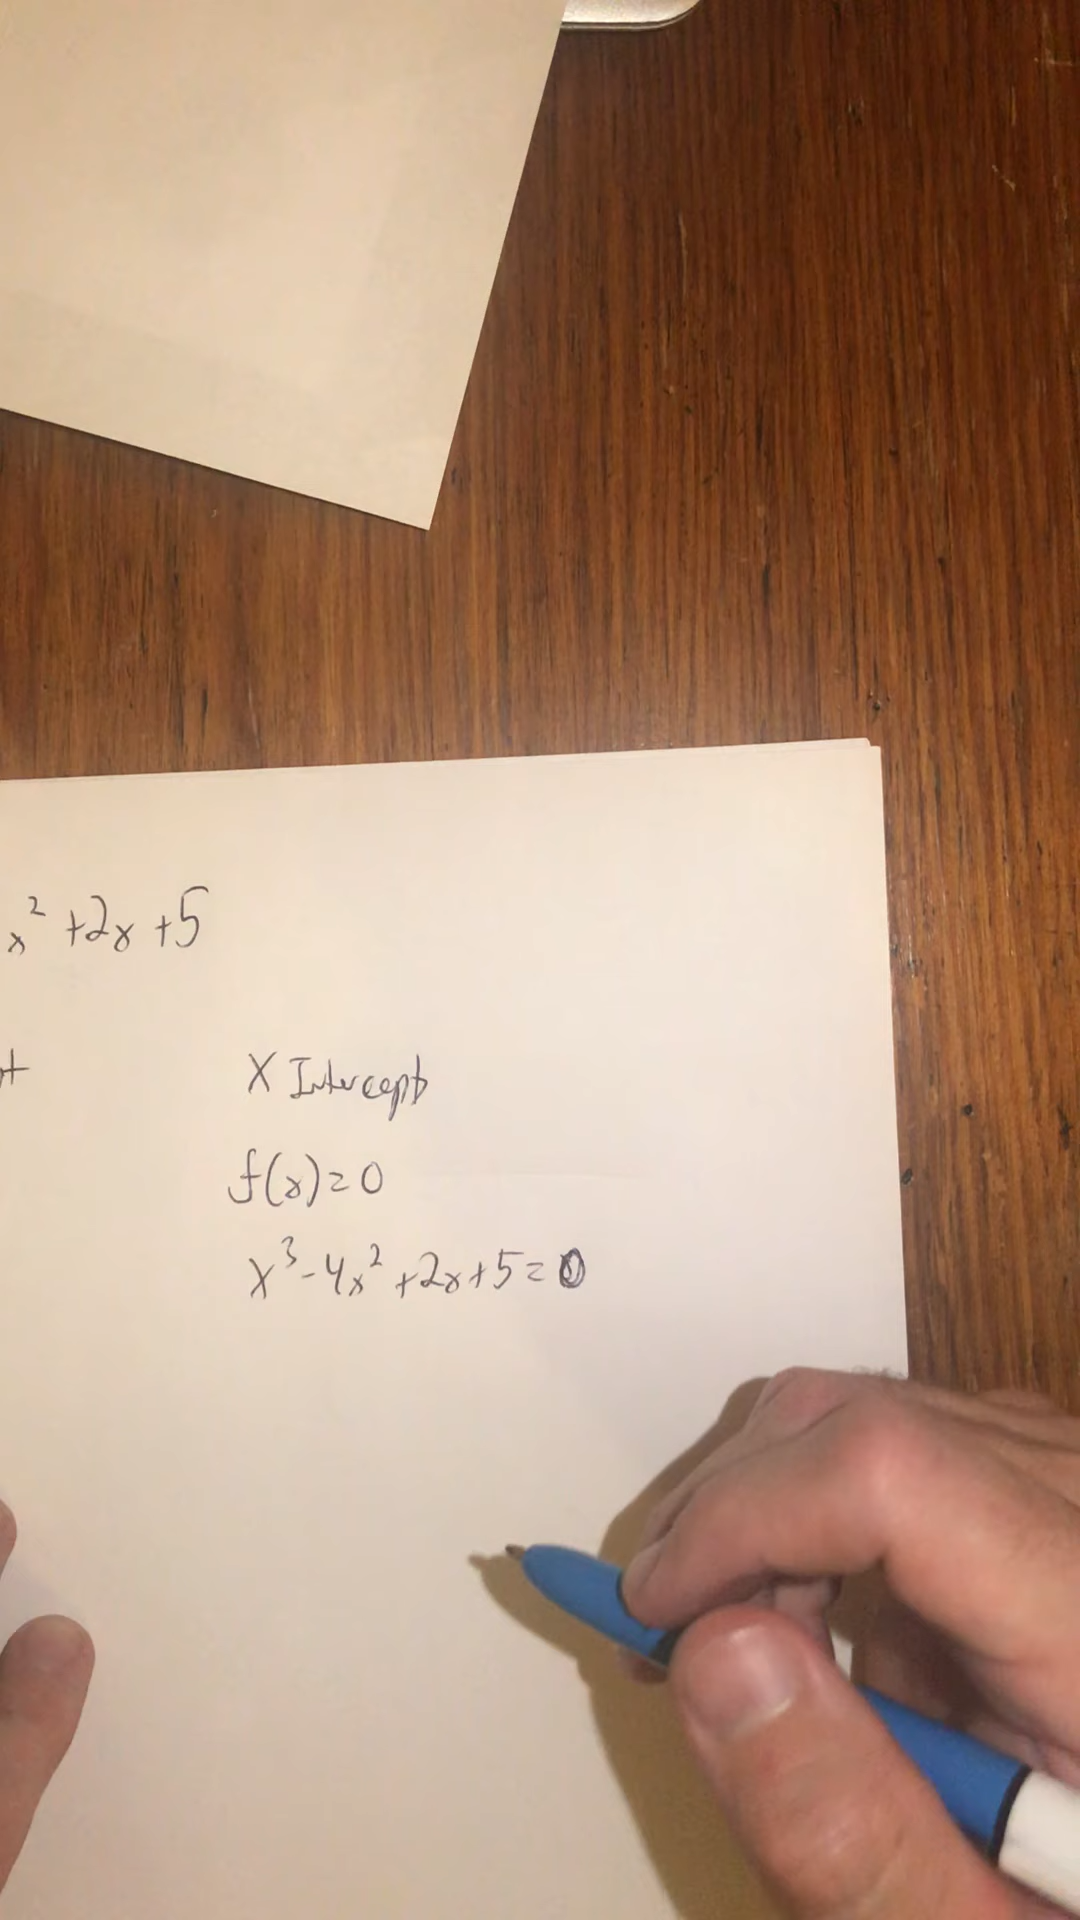 x² +2x +5
X Intercept
f(x)=0
x³-4x²+2x+5=0